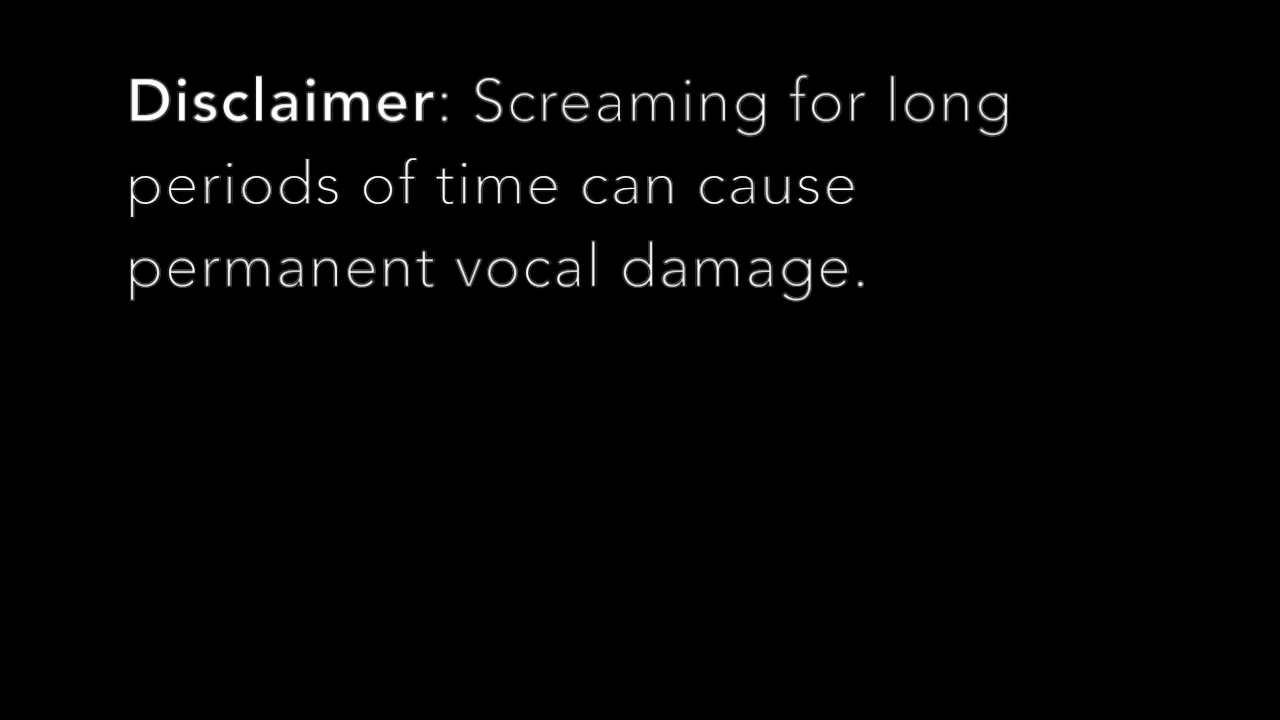 Disclaimer: Screaming for long
periods of time can cause
permanent vocal damage.